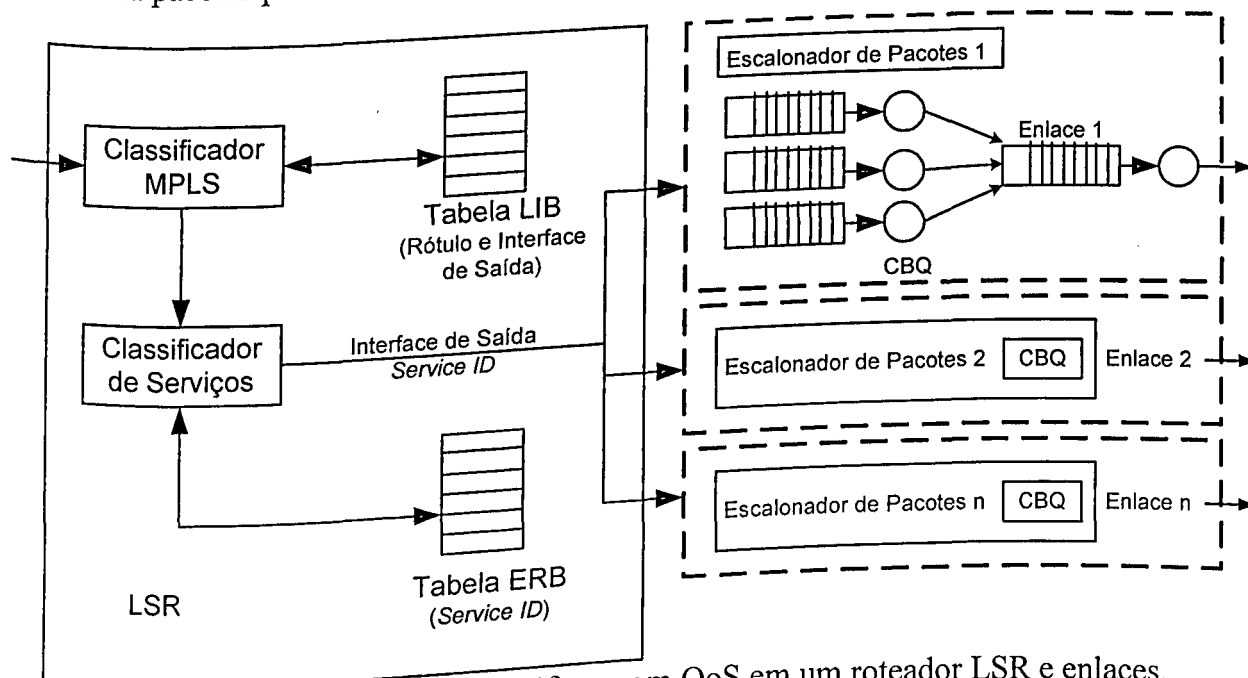 Classificador
MPLS
Tabela LIB
(Rótulo e Interface
de Saída)
Classificador
de Serviços
Interface de Saída
Service ID
Tabela ERB
(Service ID)
LSR
Escalonador de Pacotes 1
Enlace 1
CBQ
Escalonador de Pacotes 2
CBQ
Enlace 2
Escalonador de Pacotes n
CBQ
Enlace n
com QoS em um roteador LSR e enlaces.